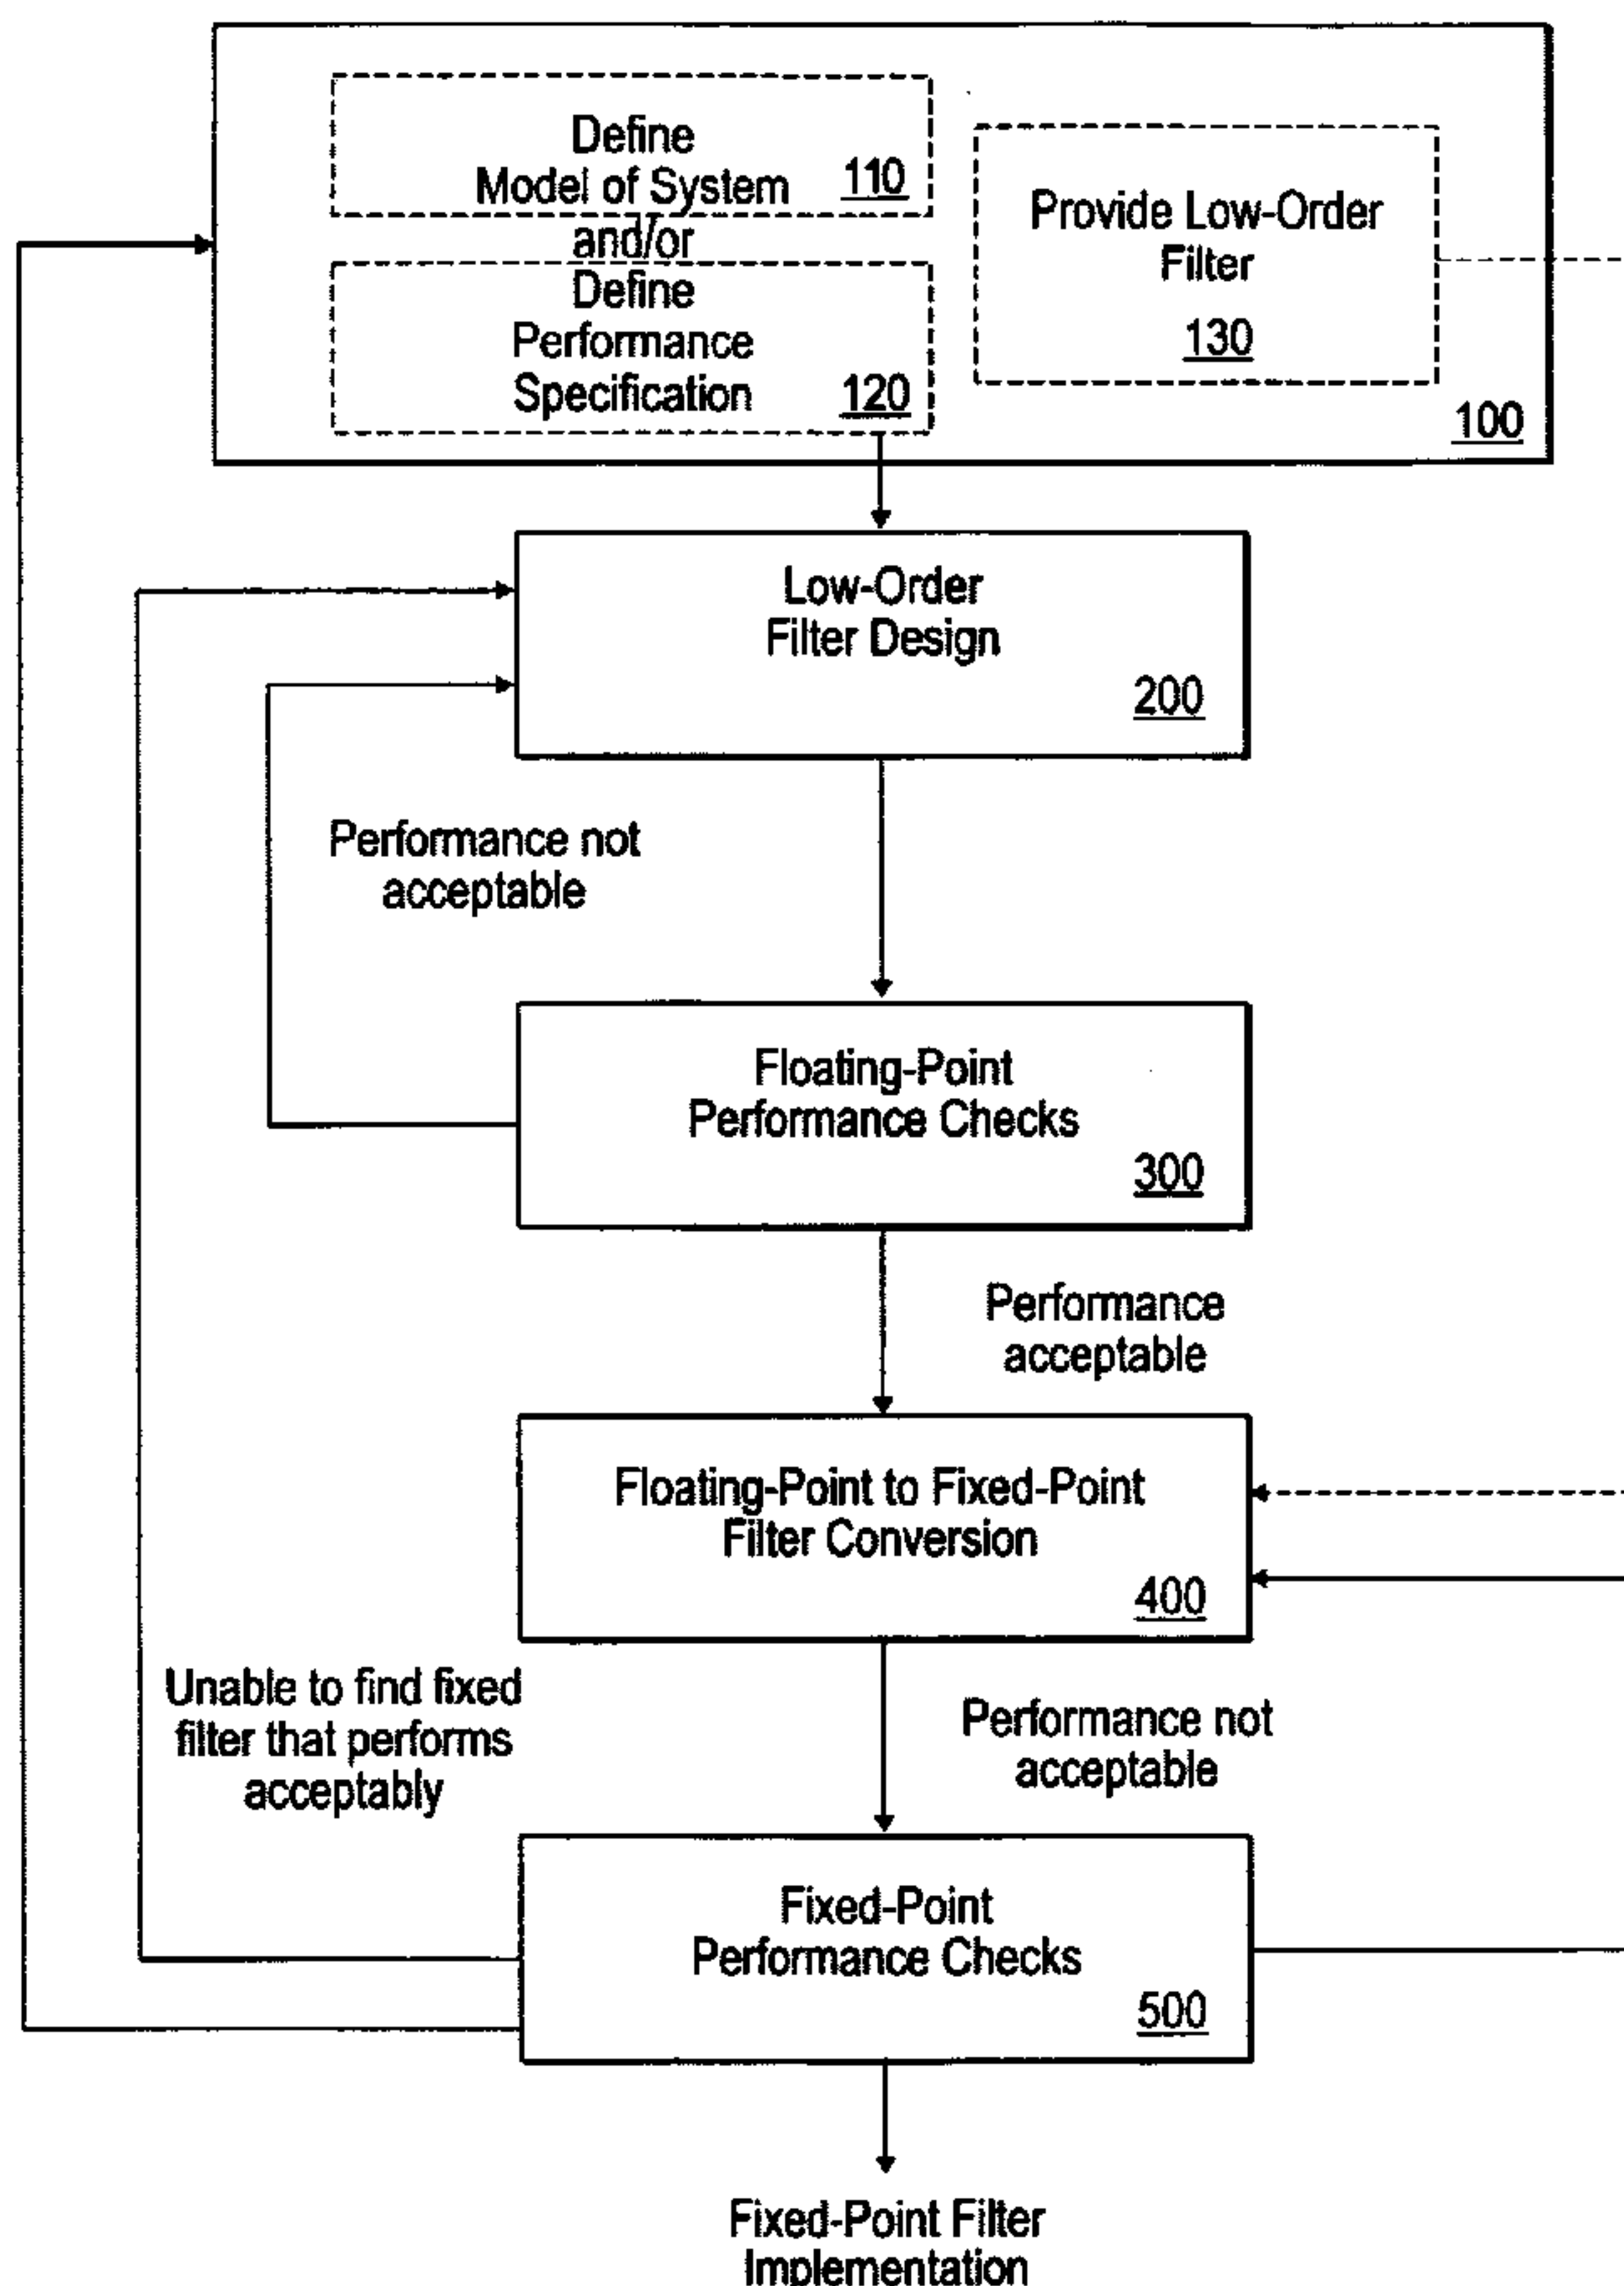 Define
Model of System
110
and/or
Define
Performance
Specification
120
Provide Low-Order
Filter
130
100
Low-Order
Filter Design
200
Performance not
acceptable
Floating-Point
Performance Checks
300
Performance
acceptable
Floating-Point to Fixed-Point
Filter Conversion
400
Unable to find fixed
filter that performs
acceptably
Performance not
acceptable
Fixed-Point
Performance Checks
500
Fixed-Point Filter
Implementation